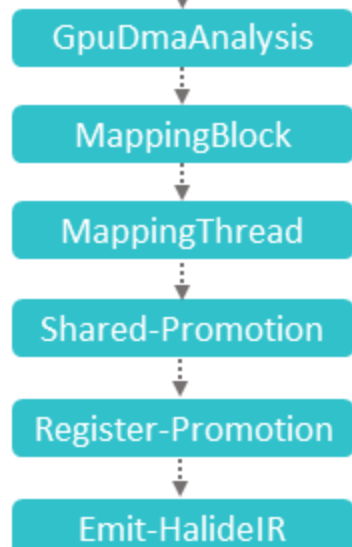 GpuDmaAnalysis
MappingBlock
MappingThread
Shared-Promotion
Register-Promotion
Emit-HalideIR